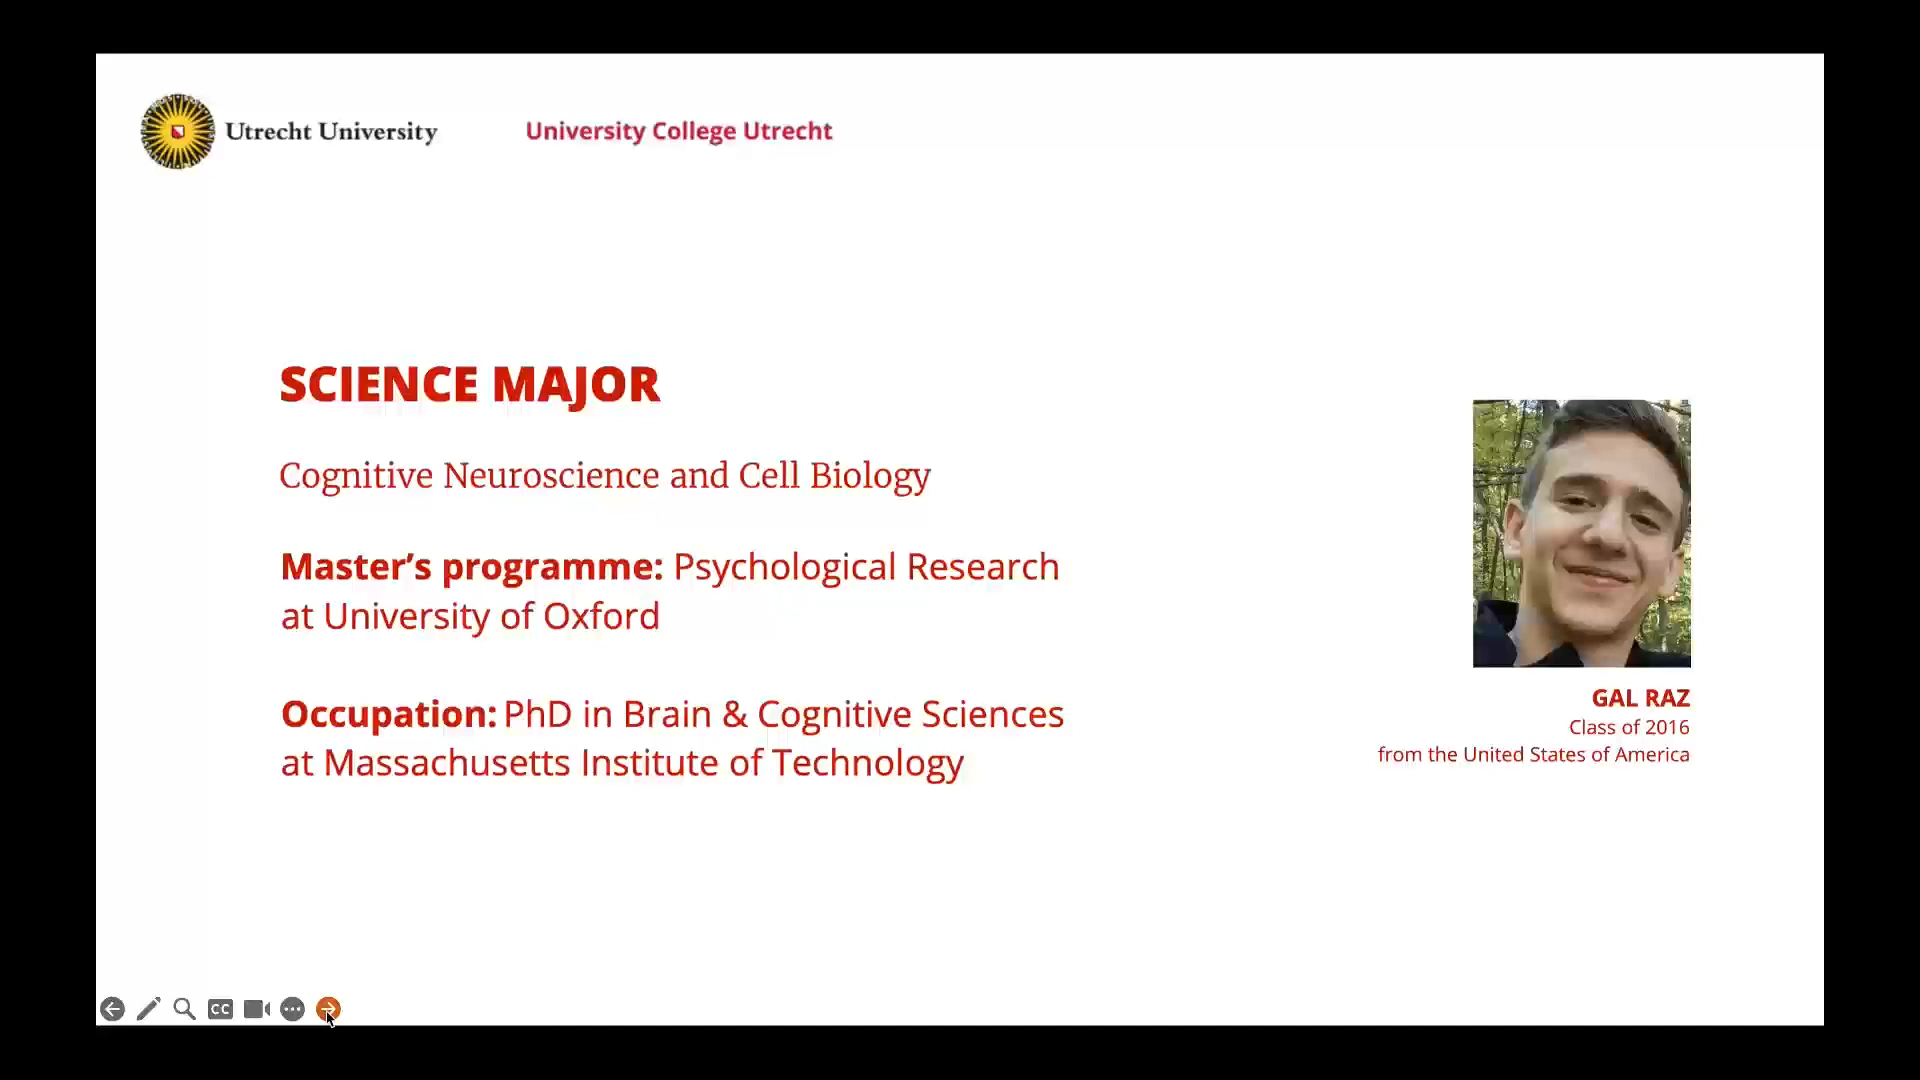 Utrecht University
University College Utrecht
SCIENCE MAJOR
Cognitive Neuroscience and Cell Biology
Master’s programme: Psychological Research
at University of Oxford
Occupation: PhD in Brain & Cognitive Sciences
at Massachusetts Institute of Technology
GAL RAZ
Class of 2016
from the United States of America
CC